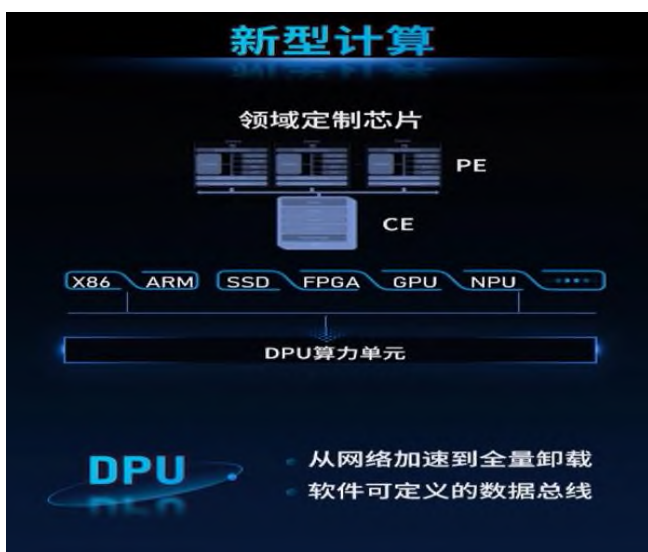 新型计算
领域定制芯片
PE
CE
X86 ARM SSD FPGA GPU NPU ····
DPU算力单元
DPU
从网络加速到全量卸载
软件可定义的数据总线